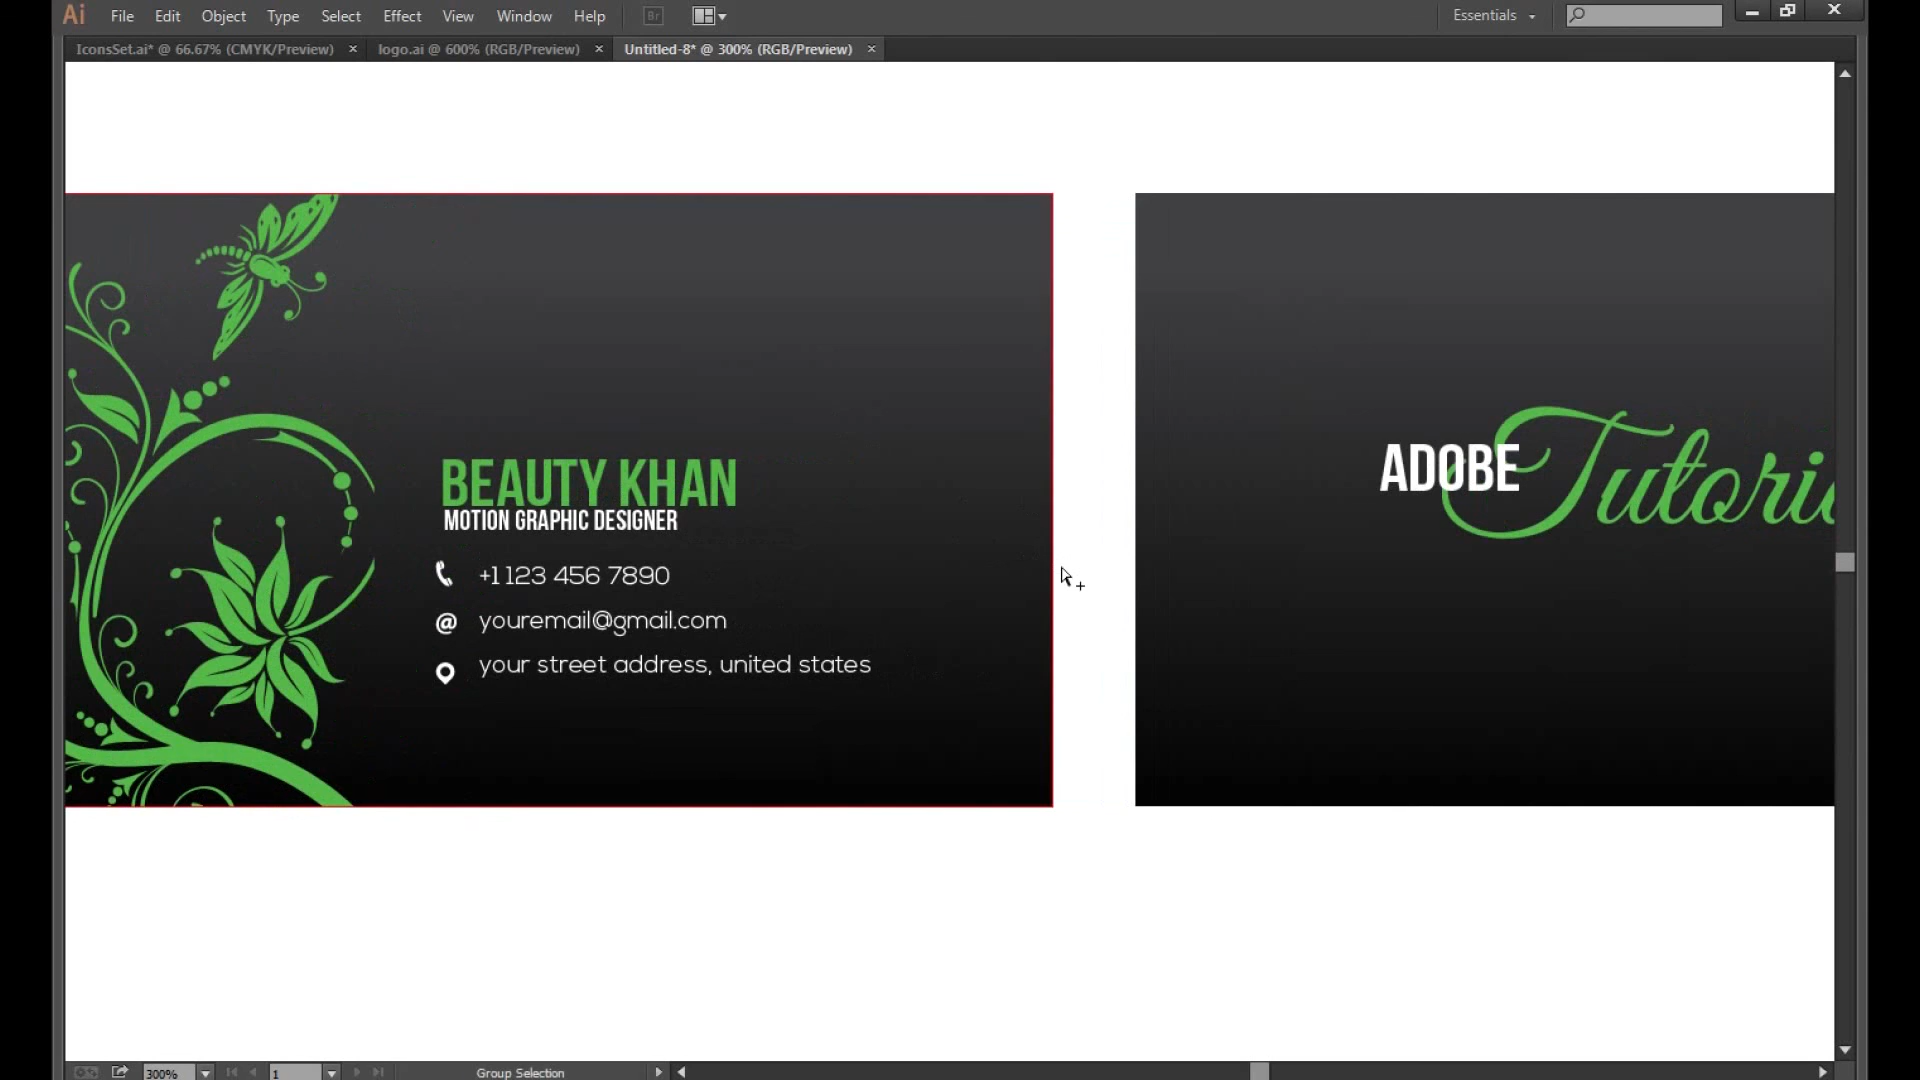 Ai File Edit Object Type Select Effect View Window Help Br Essentials
IconsSet.ai* @ 66.67% (CMYK/Preview) × logo.ai @ 600% (RGB/Preview) × Untitled-8* @ 300% (RGB/Preview) ×
BEAUTY KHAN
MOTION GRAPHIC DESIGNER
+1 123 456 7890
@ youremail@gmail.com
your street address, united states
ADOBE
300% 1 Group Selection